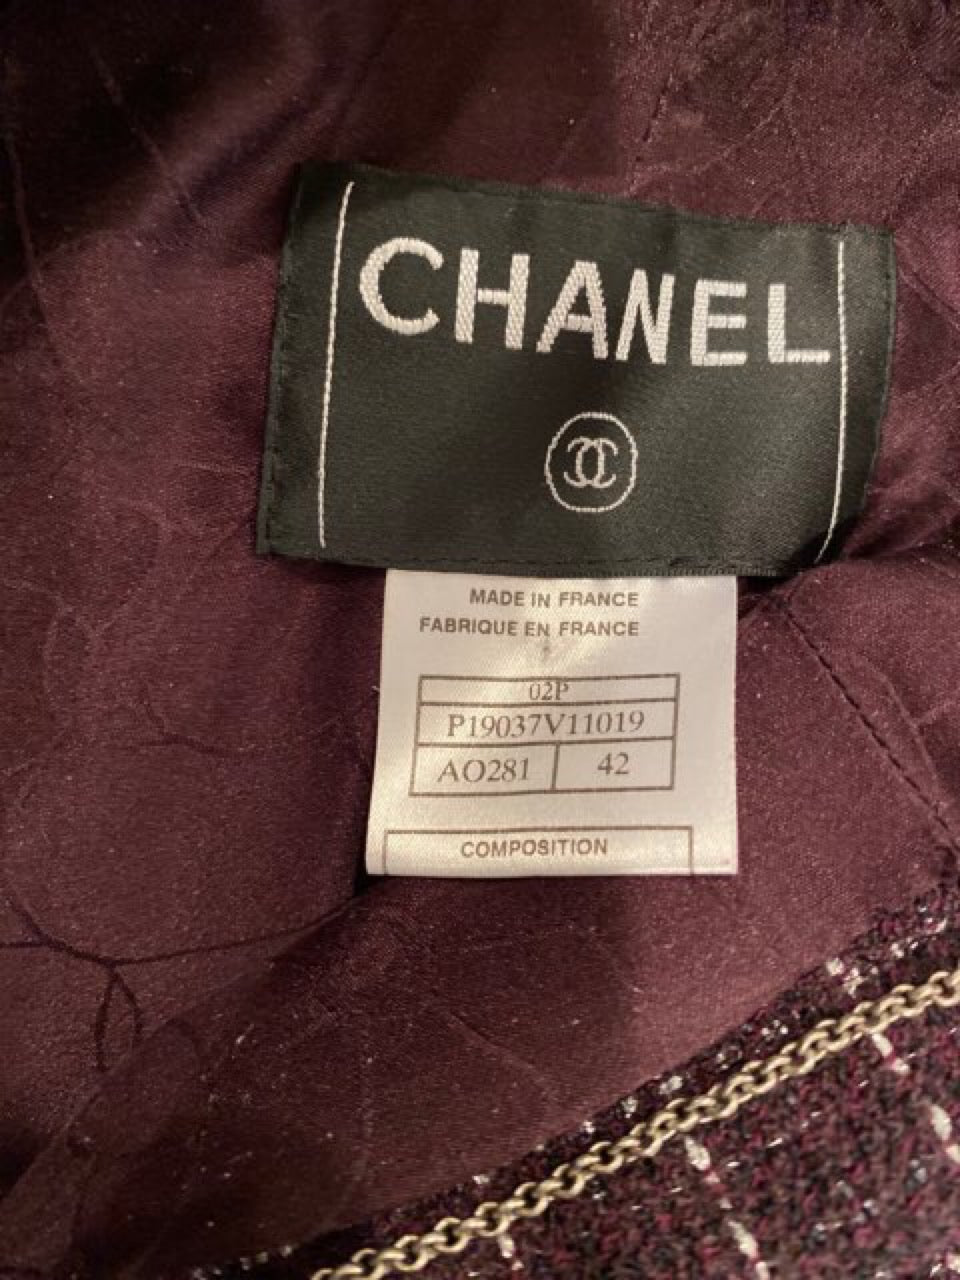 CHANEL
MADE IN FRANCE
FABRIQUE EN FRANCE
02P
P19037V11019
AO281 42
COMPOSITION